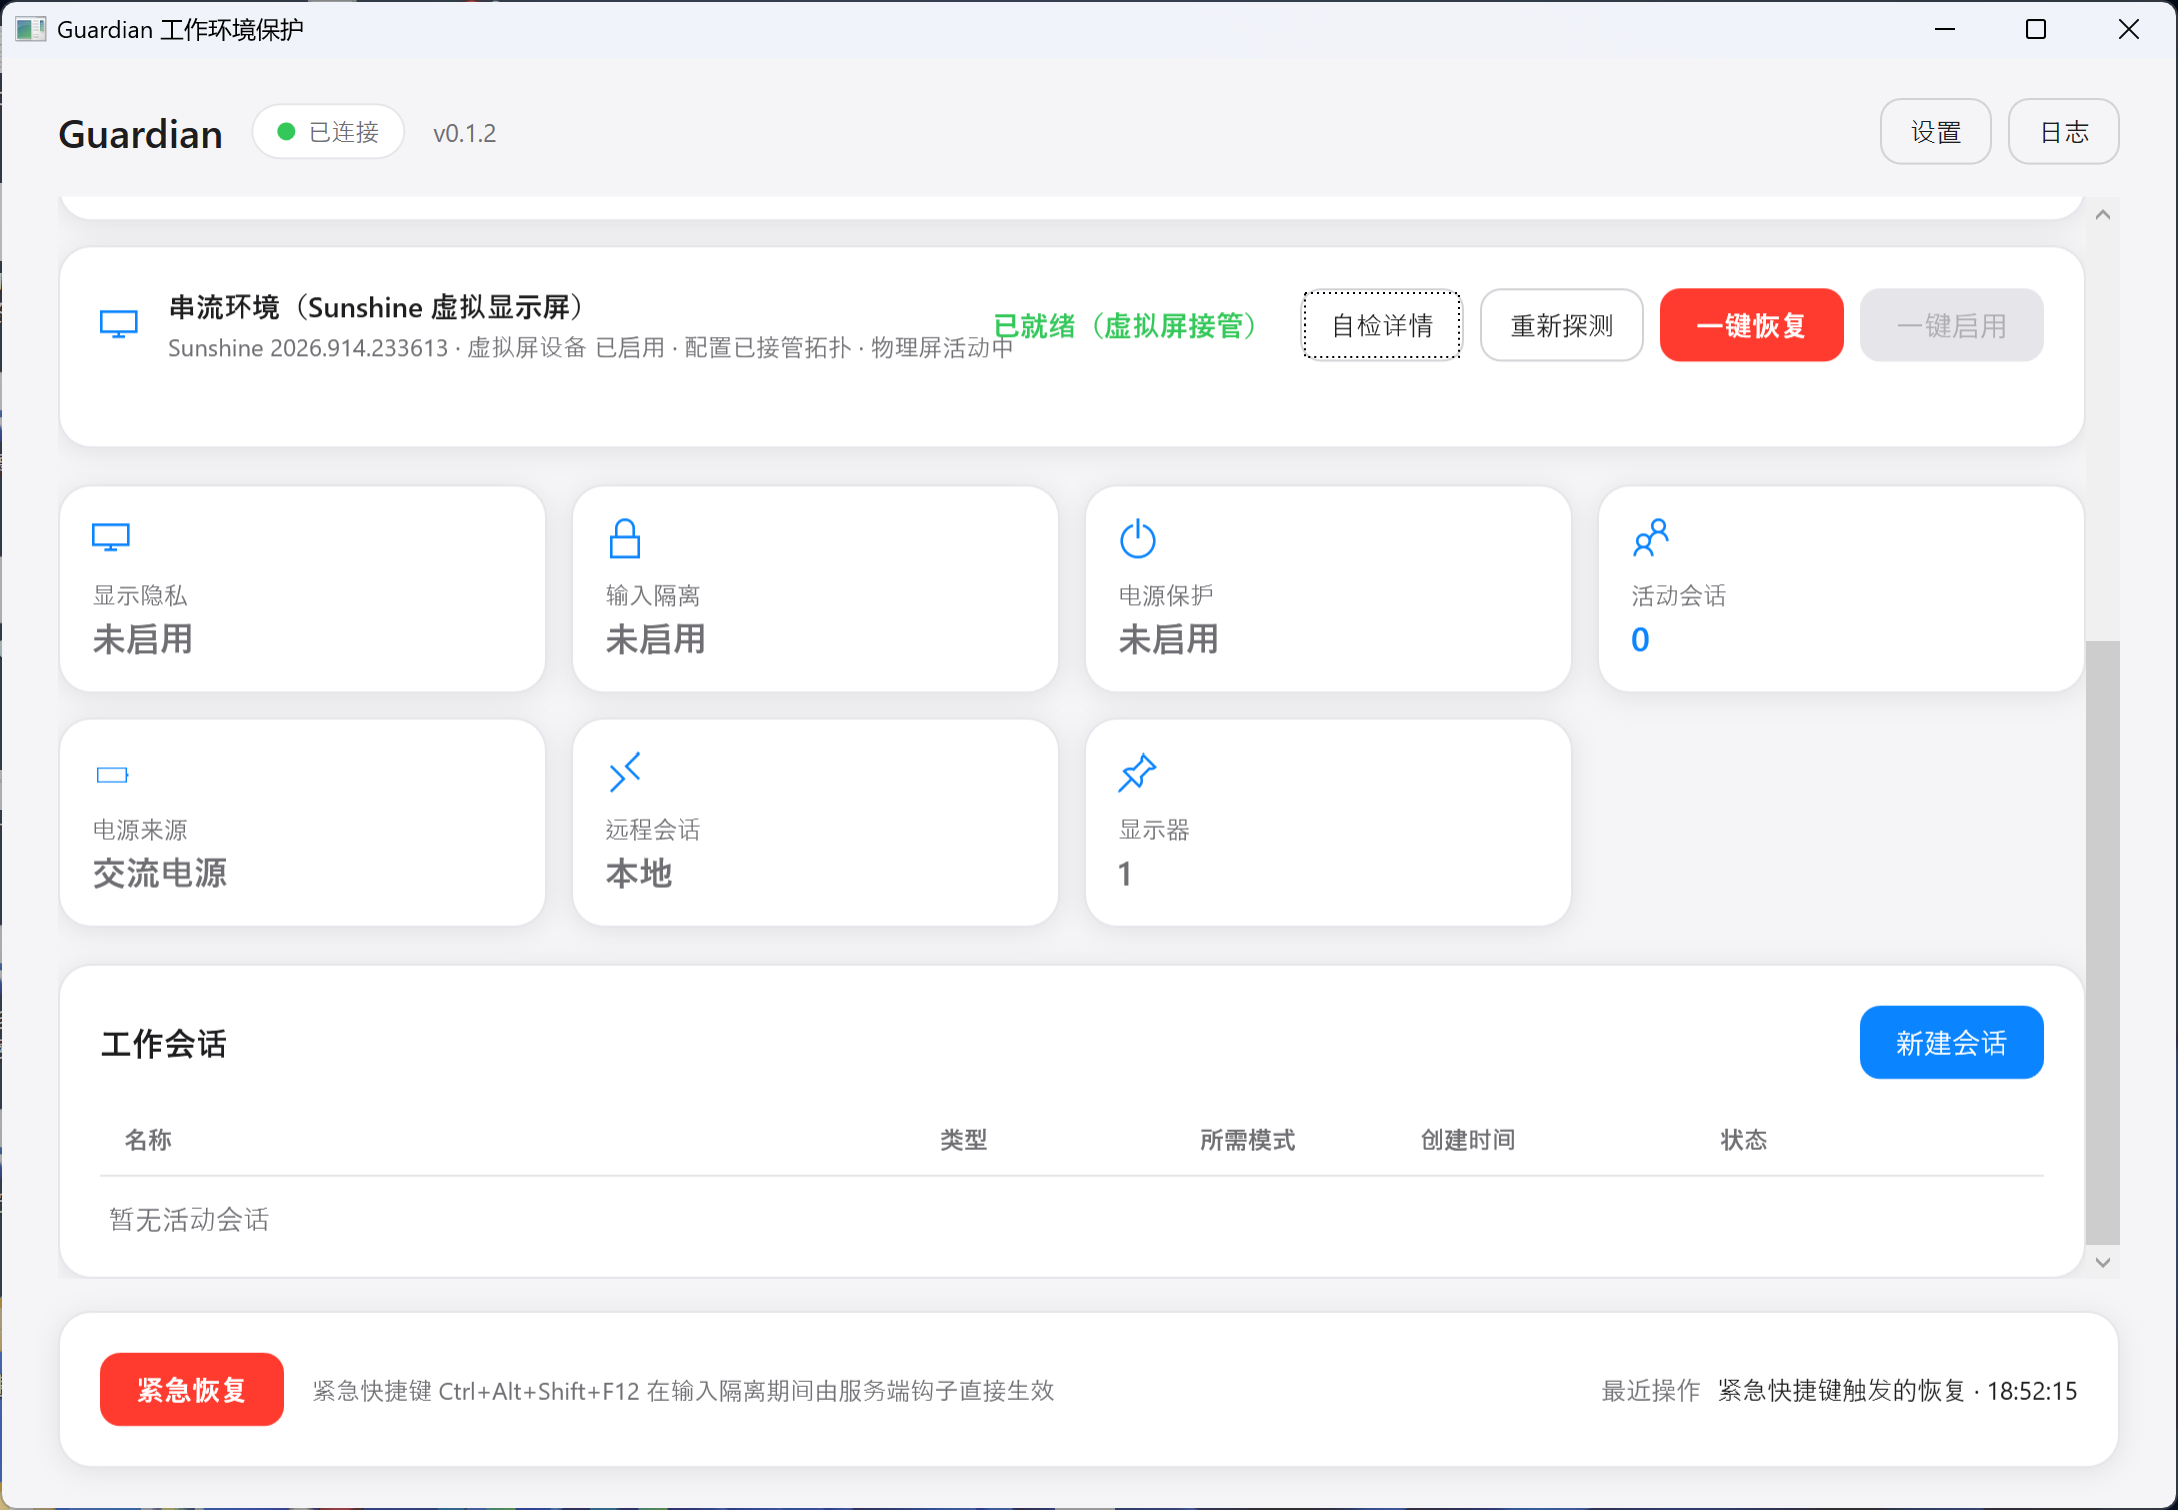 Guardian 工作环境保护
Guardian 已连接 v0.1.2 设置 日志
串流环境（Sunshine 虚拟显示屏）
Sunshine 2026.914.233613 · 虚拟屏设备 已启用 · 配置已接管拓扑 · 物理屏活动中
已就绪（虚拟屏接管） 自检详情 重新探测 一键恢复 一键启用
显示隐私
未启用
输入隔离
未启用
电源保护
未启用
活动会话
0
电源来源
交流电源
远程会话
本地
显示器
1
工作会话 新建会话
名称 类型 所需模式 创建时间 状态
暂无活动会话
紧急恢复 紧急快捷键 Ctrl+Alt+Shift+F12 在输入隔离期间由服务端钩子直接生效 最近操作 紧急快捷键触发的恢复 · 18:52:15